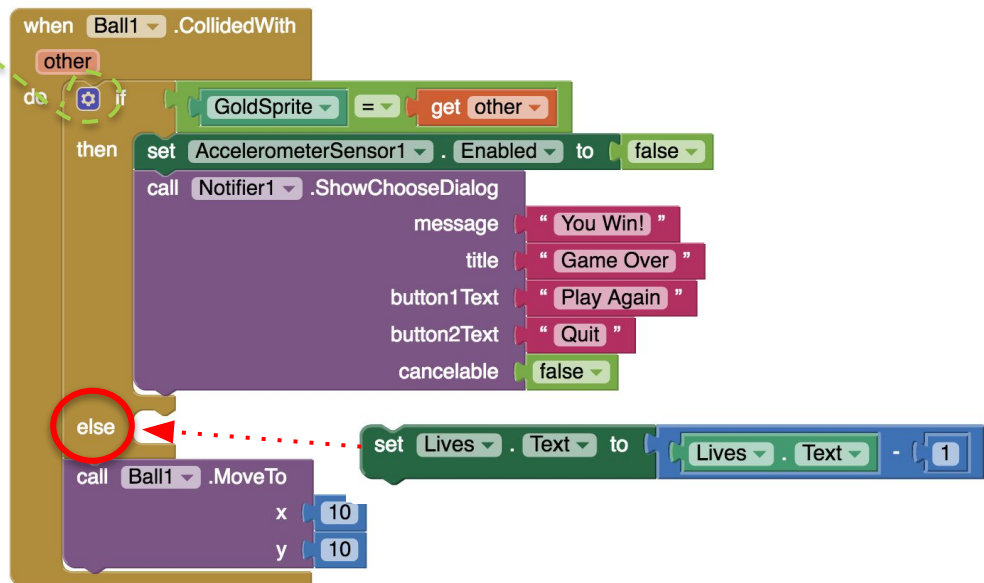 when Ball1 .CollidedWith
other
do if GoldSprite = get other
then set AccelerometerSensor1 . Enabled to false
call Notifier1 .ShowChooseDialog
message " You Win! "
title " Game Over "
button1Text " Play Again "
button2Text " Quit "
cancelable false
else
set Lives . Text to Lives . Text - 1
call Ball1 .MoveTo
x 10
y 10